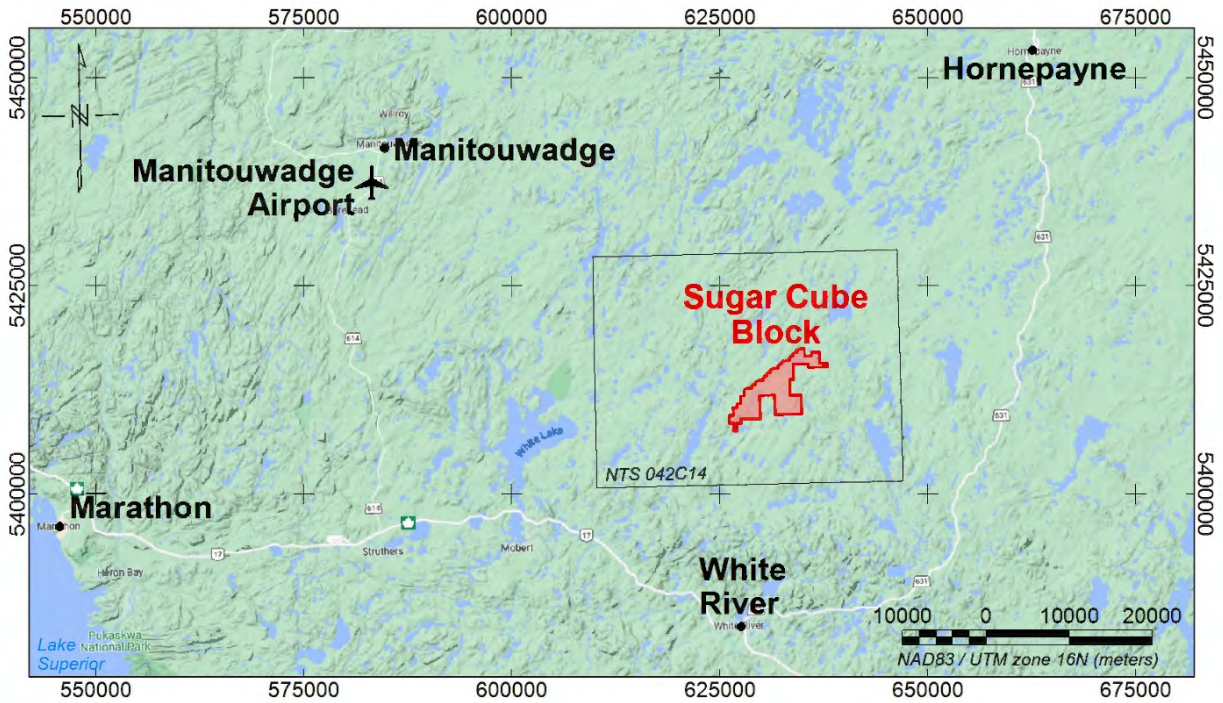 550000 575000 600000 625000 650000 675000
5450000
5450000
N
Hornepayne
Hornepayne
631
Willroy
Manitouwadge
Manitouwadge
Airport
631
5425000
5425000
Sugar Cube
Block
614
White Lake
631
NTS 042C14
5400000
5400000
Marathon
Marathon
614
17
Struthers
Mobert
17
Heron Bay
White
River
White River
631
Pukaskwa
National Park
Lake
Superior
10000 0 10000 20000
NAD83 / UTM zone 16N (meters)
550000 575000 600000 625000 650000 675000